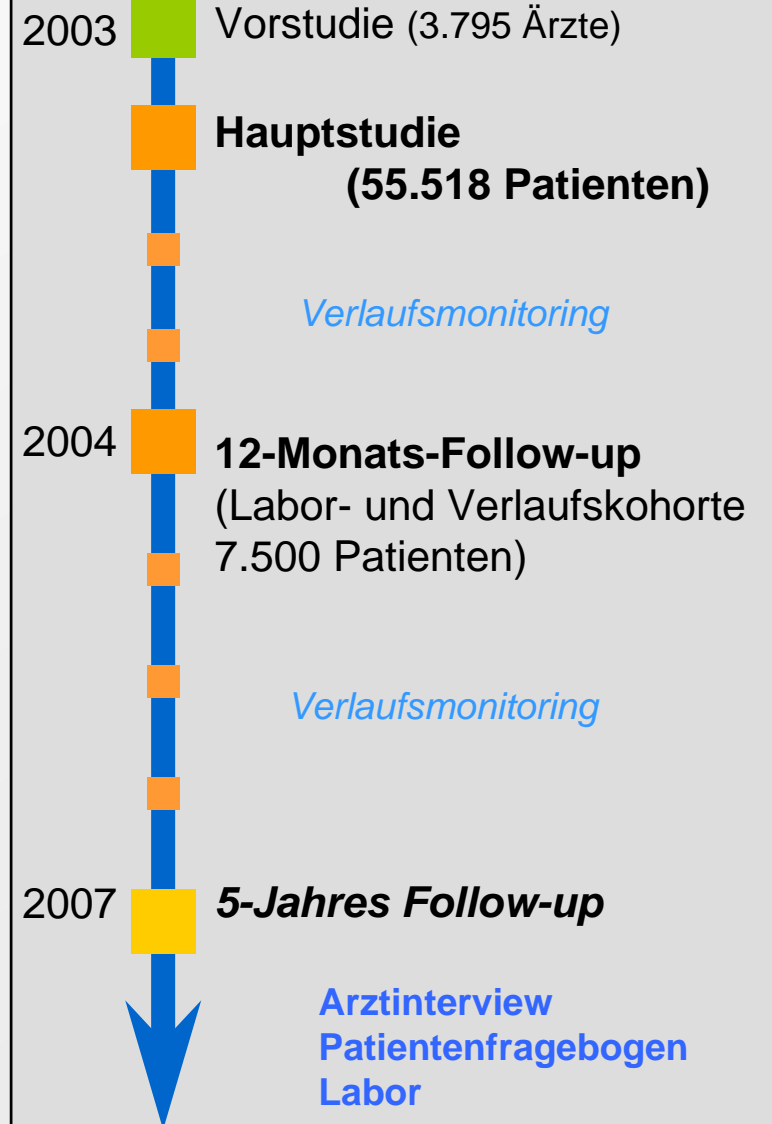 2003 Vorstudie (3.795 Ärzte)
Hauptstudie
(55.518 Patienten)
Verlaufsmonitoring
2004 12-Monats-Follow-up
(Labor- und Verlaufskohorte
7.500 Patienten)
Verlaufsmonitoring
2007 5-Jahres Follow-up
Arztinterview
Patientenfragebogen
Labor